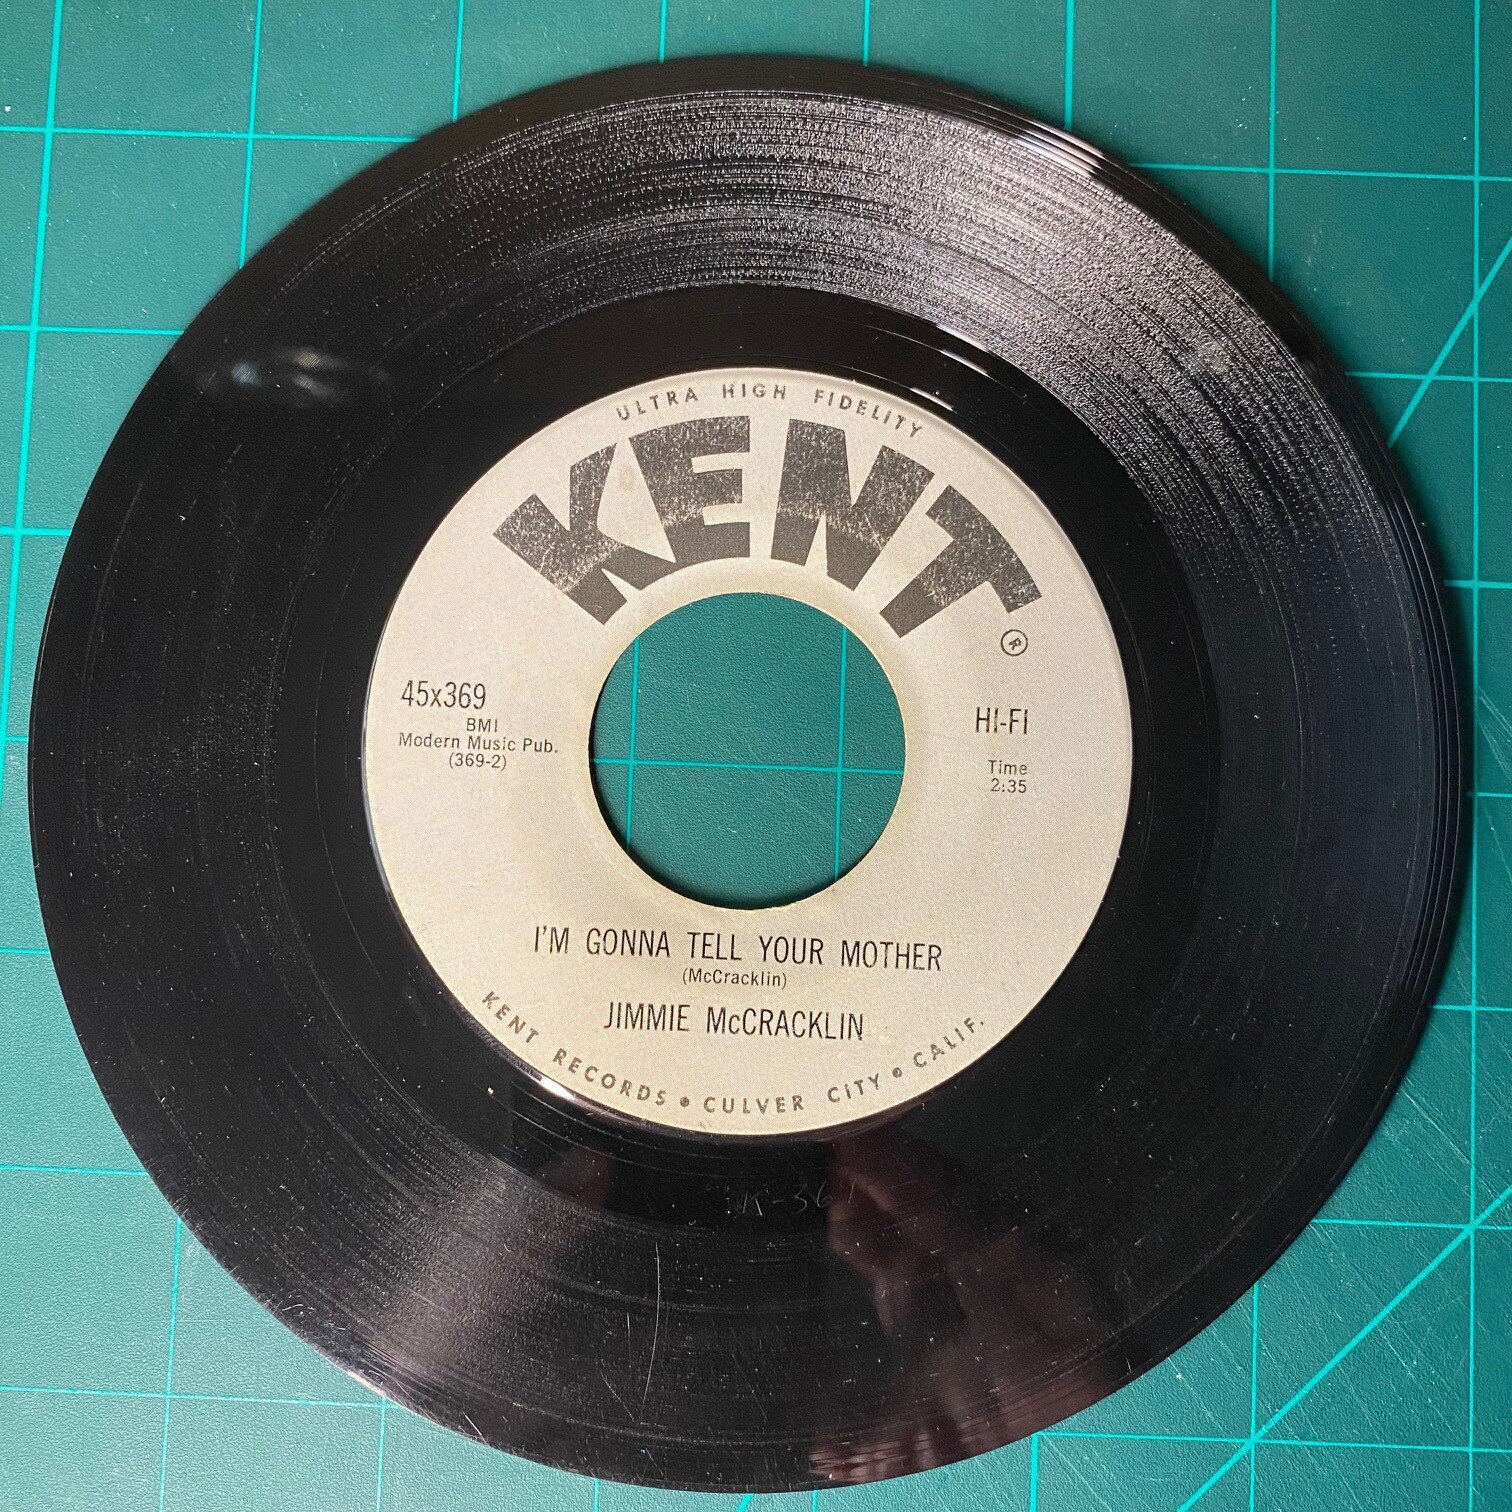 ULTRA HIGH FIDELITY
KENT®
45x369
BMI
Modern Music Pub.
(369-2)
HI-FI
Time
2:35
I'M GONNA TELL YOUR MOTHER
(McCracklin)
JIMMIE McCRACKLIN
KENT RECORDS • CULVER CITY • CALIF.